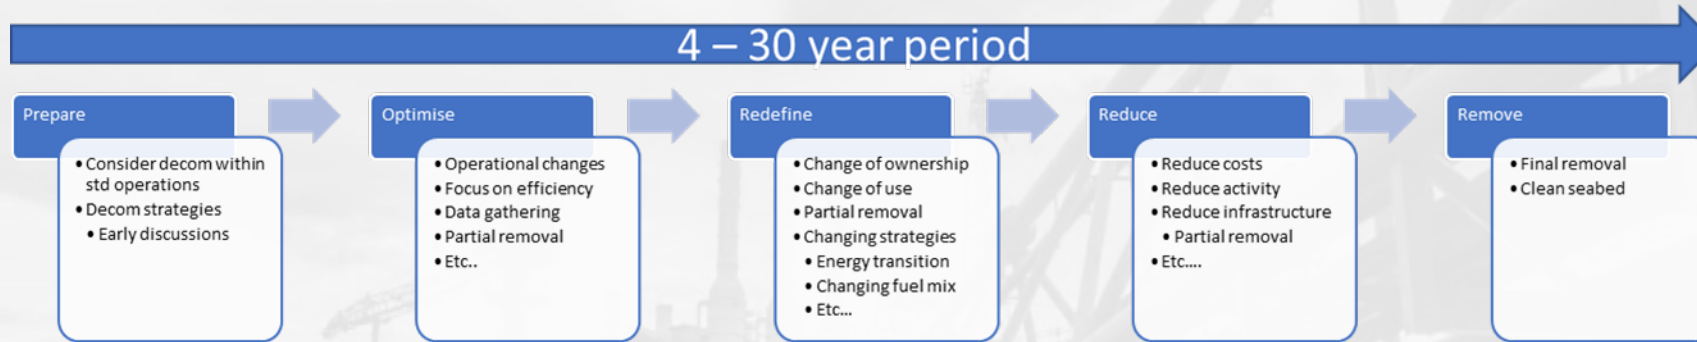 4 – 30 year period
Prepare
• Consider decom within
std operations
• Decom strategies
• Early discussions
Optimise
• Operational changes
• Focus on efficiency
• Data gathering
• Partial removal
• Etc..
Redefine
• Change of ownership
• Change of use
• Partial removal
• Changing strategies
• Energy transition
• Changing fuel mix
• Etc...
Reduce
• Reduce costs
• Reduce activity
• Reduce infrastructure
• Partial removal
• Etc....
Remove
• Final removal
• Clean seabed